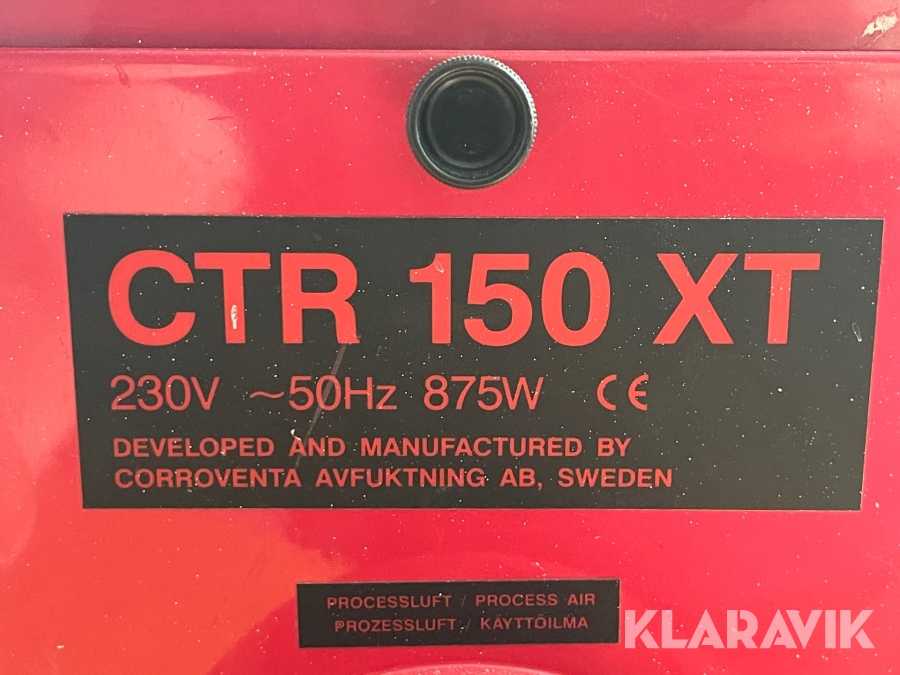 CTR 150 XT
230V ~50Hz 875W CE
DEVELOPED AND MANUFACTURED BY
CORROVENTA AVFUKTNING AB, SWEDEN
PROCESSLUFT / PROCESS AIR
PROZESSLUFT / KÄYTTÖILMA
KLARAVIK